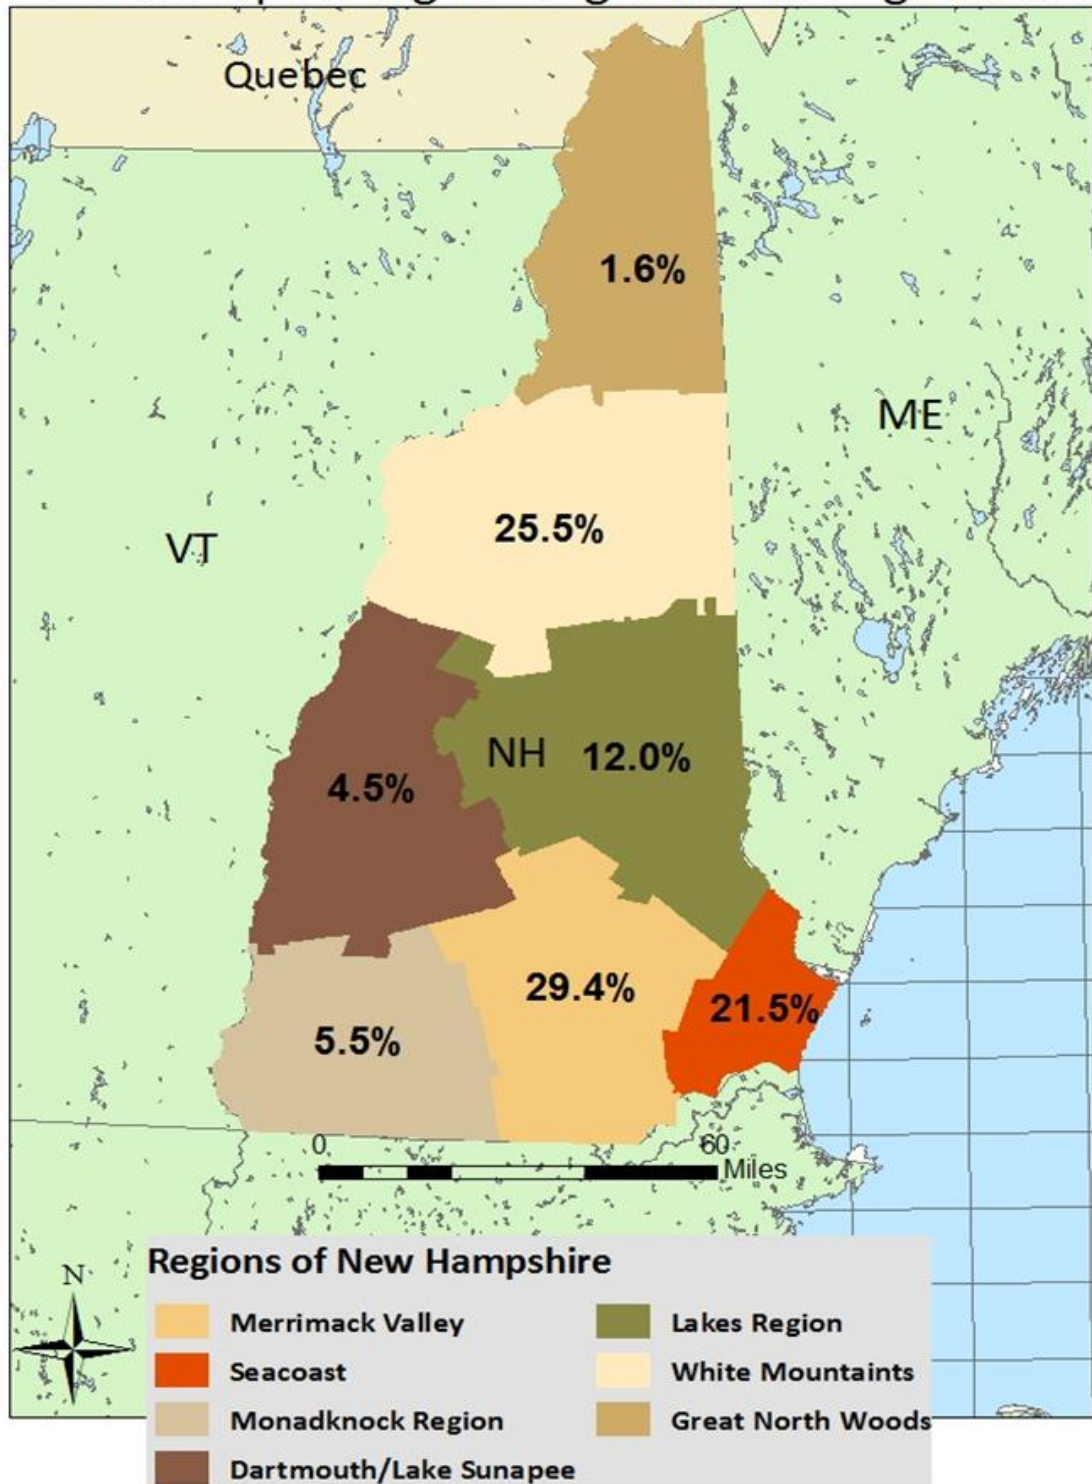 Quebec
1.6%
ME
25.5%
VT
NH 12.0%
4.5%
29.4%
21.5%
5.5%
0 60
Miles
Regions of New Hampshire
N
Merrimack Valley
Lakes Region
Seacoast
White Mountaints
Monadknock Region
Great North Woods
Dartmouth/Lake Sunapee